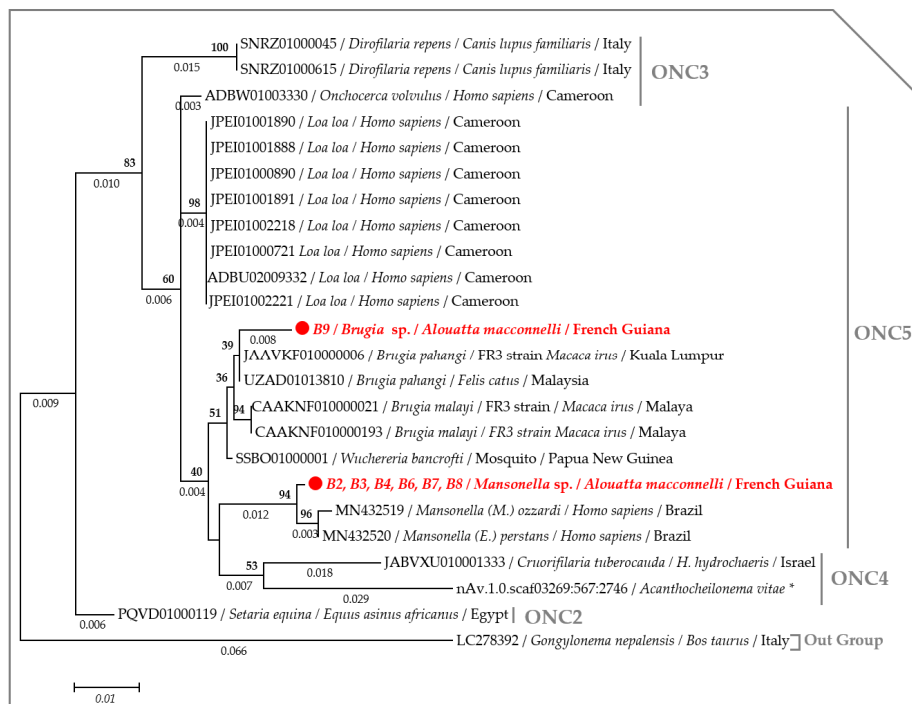 SNRZ01000045 / Dirofilaria repens / Canis lupus familiaris / Italy
100
0.015
SNRZ01000615 / Dirofilaria repens / Canis lupus familiaris / Italy
ONC3
ADBW01003330 / Onchocerca volvulus / Homo sapiens / Cameroon
0.003
JPEI01001890 / Loa loa / Homo sapiens / Cameroon
JPEI01001888 / Loa loa / Homo sapiens / Cameroon
83
0.010
JPEI01000890 / Loa loa / Homo sapiens / Cameroon
JPEI01001891 / Loa loa / Homo sapiens / Cameroon
98
0.004
JPEI01002218 / Loa loa / Homo sapiens / Cameroon
JPEI01000721 Loa loa / Homo sapiens / Cameroon
60
0.006
ADBU02009332 / Loa loa / Homo sapiens / Cameroon
JPEI01002221 / Loa loa / Homo sapiens / Cameroon
B9 / Brugia sp. / Alouatta macconnelli / French Guiana
0.008
ONC5
39
JAAVKF010000006 / Brugia pahangi / FR3 strain Macaca irus / Kuala Lumpur
36
UZAD01013810 / Brugia pahangi / Felis catus / Malaysia
0.009
94
CAAKNF010000021 / Brugia malayi / FR3 strain / Macaca irus / Malaya
51
CAAKNF010000193 / Brugia malayi / FR3 strain Macaca irus / Malaya
SSBO01000001 / Wuchereria bancrofti / Mosquito / Papua New Guinea
40
0.004
B2, B3, B4, B6, B7, B8 / Mansonella sp. / Alouatta macconnelli / French Guiana
94
0.012
96
0.003
MN432519 / Mansonella (M.) ozzardi / Homo sapiens / Brazil
MN432520 / Mansonella (E.) perstans / Homo sapiens / Brazil
JABVXU010001333 / Cruorifilaria tuberocauda / H. hydrochaeris / Israel
53
0.018
0.007
ONC4
nAv.1.0.scaf03269:567:2746 / Acanthocheilonema vitae *
0.029
PQVD01000119 / Setaria equina / Equus asinus africanus / Egypt
0.006
ONC2
LC278392 / Gongylonema nepalensis / Bos taurus / Italy
Out Group
0.066
0.01